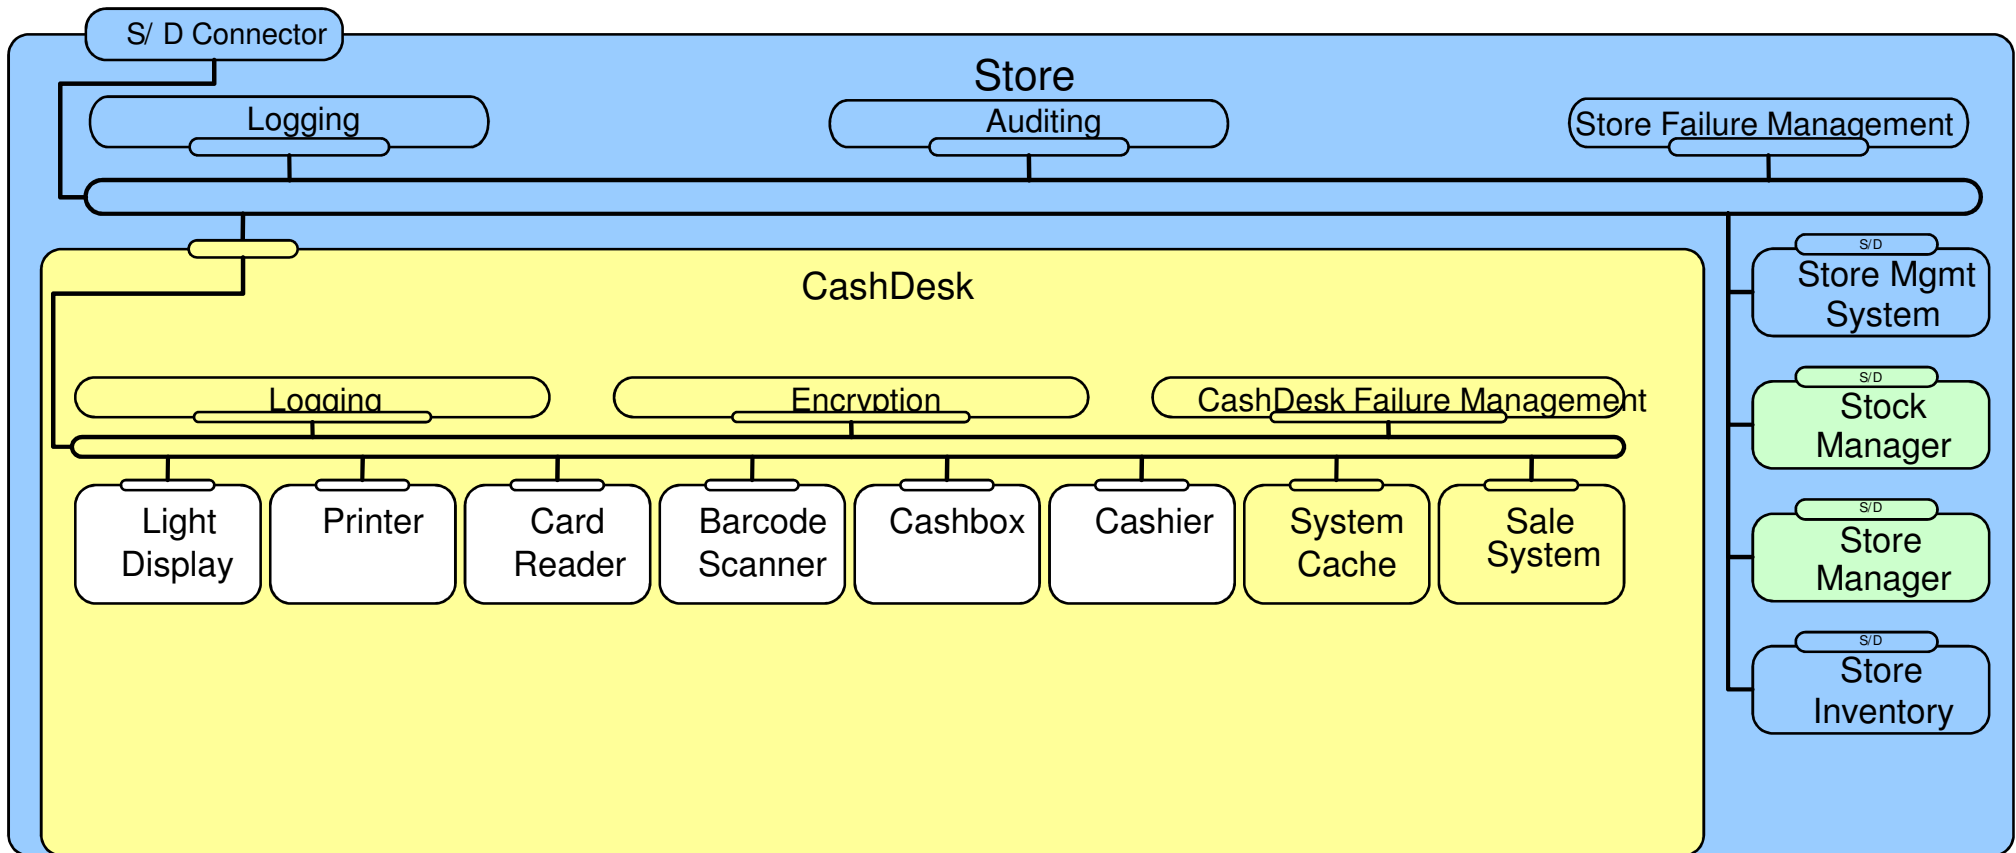 S/ D Connector
Store
Logging
Auditing
Store Failure Management
S/D
Store Mgmt
System
CashDesk
S/D
Stock
Manager
Logging
Encryption
CashDesk Failure Management
Light
Display
Printer
Card
Reader
Barcode
Scanner
Cashbox
Cashier
System
Cache
Sale
System
S/D
Store
Manager
S/D
Store
Inventory